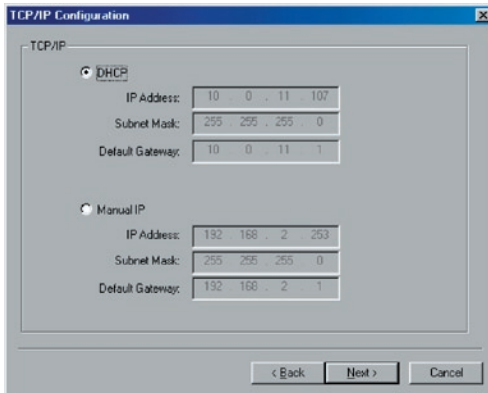 TCP/IP Configuration
TCP/IP
DHCP
IP Address: 10 . 0 . 11 . 107
Subnet Mask: 255 . 255 . 255 . 0
Default Gateway: 10 . 0 . 11 . 1
Manual IP
IP Address: 192 . 168 . 2 . 253
Subnet Mask: 255 . 255 . 255 . 0
Default Gateway: 192 . 168 . 2 . 1
< Back Next > Cancel